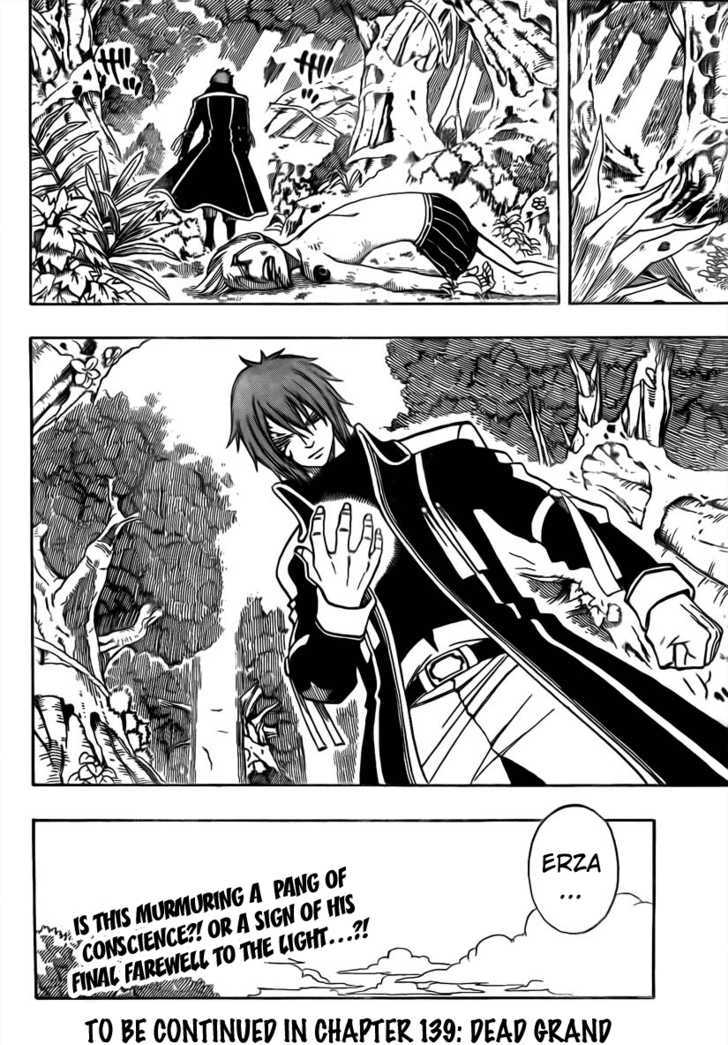 ERZA
...
IS THIS MURMURING A PANG OF
CONSCIENCE?! OR A SIGN OF HIS
FINAL FAREWELL TO THE LIGHT...?!
TO BE CONTINUED IN CHAPTER 139: DEAD GRAND